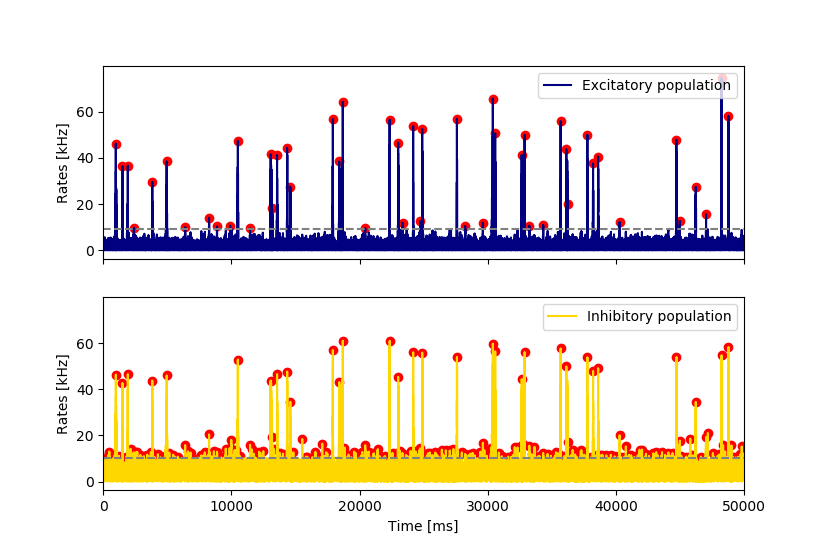 Excitatory population
60
40
20
0
Rates [kHz]
Inhibitory population
80
60
40
20
0
Rates [kHz]
0 10000 20000 30000 40000 50000
Time [ms]